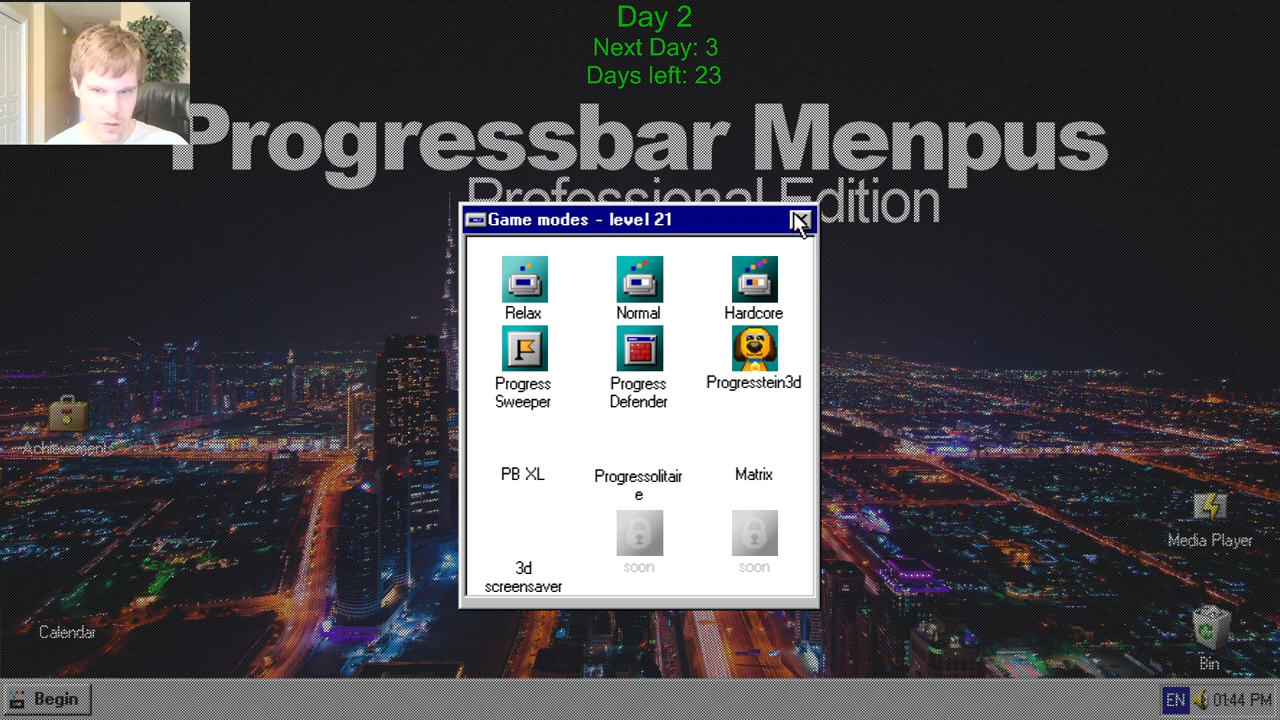 Day 2
Next Day: 3
Days left: 23
Progressbar Menpus
Professional Edition
Game modes - level 21
Relax
Normal
Hardcore
Progress
Sweeper
Progress
Defender
Progresstein3d
PB XL
Progressolitair
e
Matrix
3d
screensaver
soon
soon
Achievements
Calendar
Media Player
Bin
Begin
EN
01:44 PM